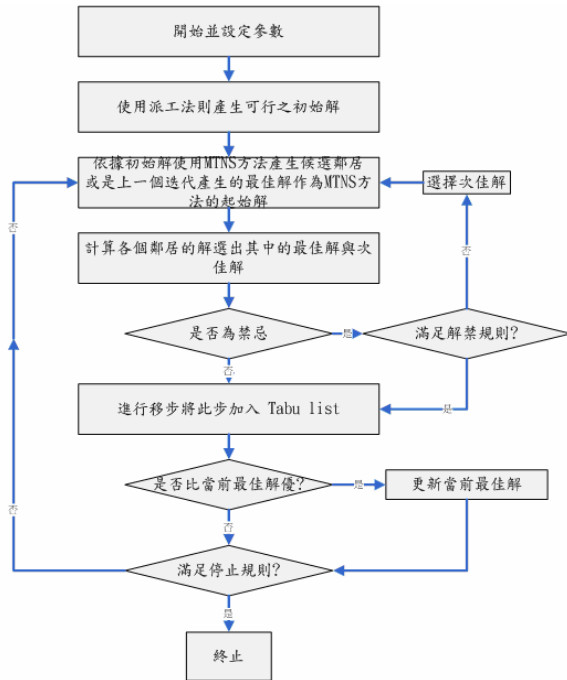 開始並設定參數
使用派工法則產生可行之初始解
依據初始解使用MTNS方法產生候選鄰居
或是上一個迭代產生的最佳解作為MTNS方
法的起始解
選擇次佳解
否
否
計算各個鄰居的解選出其中的最佳解與次
佳解
是否為禁忌
是
滿足解禁規則?
否
進行移步將此步加入 Tabu list
是
是否比當前最佳解優?
是
更新當前最佳解
否
否
滿足停止規則?
是
終止